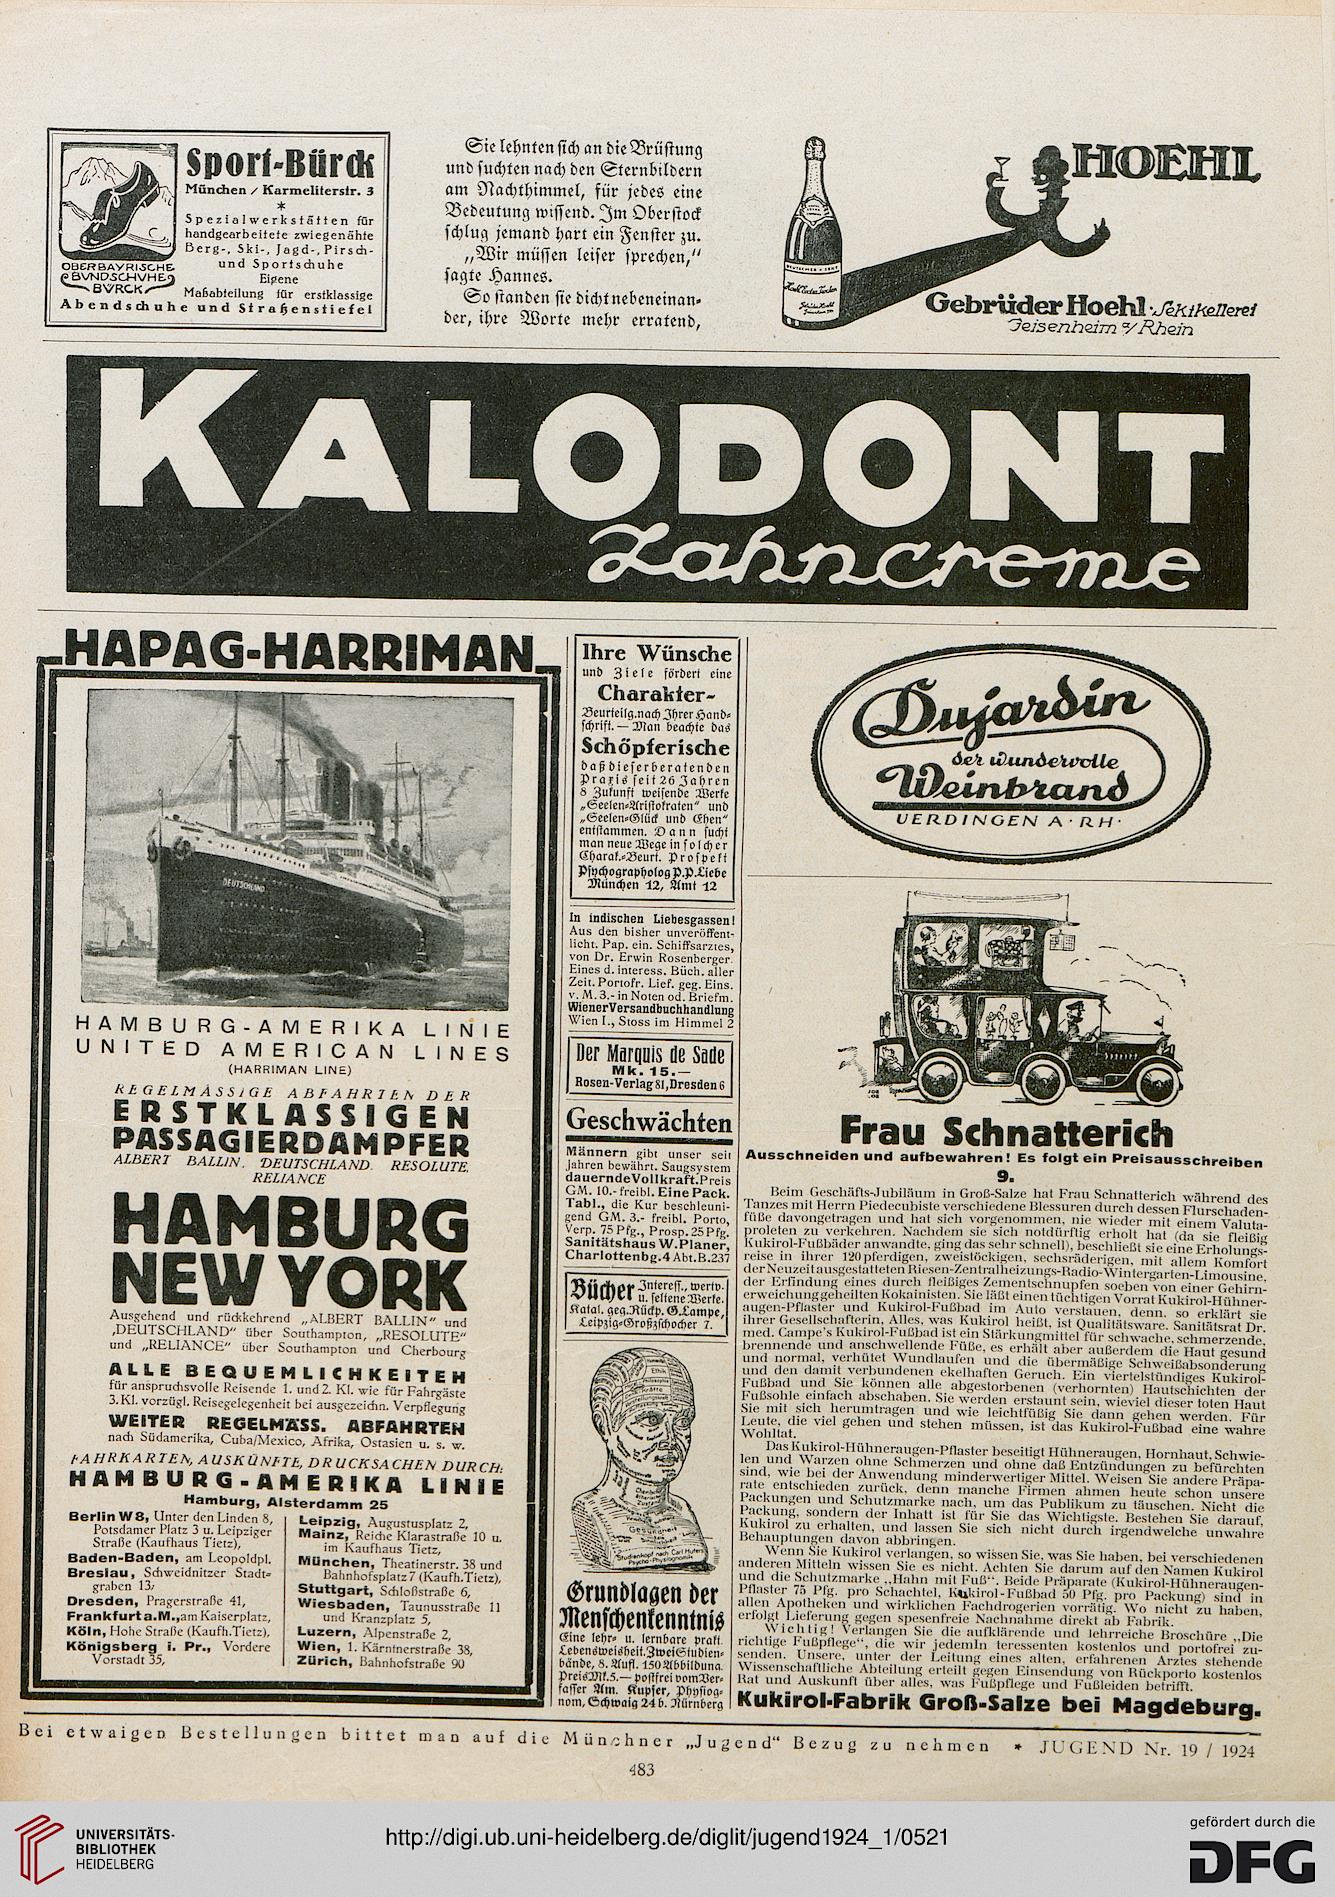 Sport-Bürck
München / Karmeliterstr. 3
*
Spezialwerkstätten für
handgearbeitete zwiegenähte
Berg-, Ski-, Jagd-, Pirsch-
und Sportschuhe
Eigene
Maßabteilung für erstklassige
Abendschuhe und Straßenstiefel
OBERBAYRISCHE
BVNDSCHVHE
BVRCK
Sie lehnten sich an die Brüstung
und suchten nach den Sternbildern
am Nachthimmel, für jedes eine
Bedeutung wissend. Im Oberstock
schlug jemand hart ein Fenster zu.
„Wir müssen leiser sprechen,“
sagte Hannes.
So standen sie dicht nebeneinan-
der, ihre Worte mehr erratend,
HOEHL
Gebrüder Hoehl · Sektkellerei
Geisenheim a/Rhein
KALODONT
Zahncreme
HAPAG-HARRIMAN
DEUTSCHLAND
HAMBURG-AMERIKA LINIE
UNITED AMERICAN LINES
(HARRIMAN LINE)
REGELMÄSSIGE ABFAHRTEN DER
ERSTKLASSIGEN
PASSAGIERDAMPFER
ALBERT BALLIN. DEUTSCHLAND. RESOLUTE.
RELIANCE
HAMBURG
NEW YORK
Ausgehend und rückkehrend „ALBERT BALLIN“ und
„DEUTSCHLAND“ über Southampton, „RESOLUTE“
und „RELIANCE“ über Southampton und Cherbourg
ALLE BEQUEMLICHKEITEH
für anspruchsvolle Reisende 1. und 2. Kl. wie für Fahrgäste
3. Kl. vorzügl. Reisegelegenheit bei ausgezeichn. Verpflegung
WEITER REGELMÄSS. ABFAHRTEN
nach Südamerika, Cuba/Mexico, Afrika, Ostasien u. s. w.
FAHRKARTEN, AUSKÜNFTE, DRUCKSACHEN DURCH:
HAMBURG-AMERIKA LINIE
Hamburg, Alsterdamm 25
Berlin W8, Unter den Linden 8,
Potsdamer Platz 3 u. Leipziger
Straße (Kaufhaus Tietz),
Baden-Baden, am Leopoldpl.
Breslau, Schweidnitzer Stadt-
graben 13,
Dresden, Pragerstraße 41,
Frankfurt a.M., am Kaiserplatz,
Köln, Hohe Straße (Kaufh. Tietz),
Königsberg i. Pr., Vordere
Vorstadt 35,
Leipzig, Augustusplatz 2,
Mainz, Reiche Klarastraße 10 u.
im Kaufhaus Tietz,
München, Theatinerstr. 38 und
Bahnhofsplatz 7 (Kaufh. Tietz),
Stuttgart, Schloßstraße 6,
Wiesbaden, Taunusstraße 11
und Kranzplatz 5,
Luzern, Alpenstraße 2,
Wien, 1. Kärntnerstraße 38,
Zürich, Bahnhofstraße 90
Ihre Wünsche
und Ziele fördert eine
Charakter-
Beurteilg. nach Ihrer Hand-
schrift. — Man beachte das
Schöpferische
daß dieser beratenden
Praxis seit 26 Jahren
8 Zukunft weisende Werke
„Seelen-Aristokraten“ und
„Seelen-Glück und Ehen“
entstammen. Dann sucht
man neue Wege in solcher
Charak.-Beurt. Prospekt
Psychographolog P. P. Liebe
München 12, Amt 12
In indischen Liebesgassen!
Aus den bisher unveröffent-
licht. Pap. ein. Schiffsarztes,
von Dr. Erwin Rosenberger.
Eines d. interess. Büch. aller
Zeit. Portofr. Lief. geg. Eins.
v. M. 3.- in Noten od. Briefm.
Wiener Versandbuchhandlung
Wien I., Stoss im Himmel 2
Der Marquis de Sade
Mk. 15.—
Rosen-Verlag 81, Dresden 6
Geschwächten
Männern gibt unser seit
Jahren bewährt. Saugsystem
dauernde Vollkraft. Preis
GM. 10.- freibl. Eine Pack.
Tabl., die Kur beschleuni-
gend GM. 3.- freibl. Porto,
Verp. 75 Pfg., Prosp. 25 Pfg.
Sanitätshaus W. Planer,
Charlottenbg. 4 Abt. B. 237
Bücher Interess., wertv.
u. seltene Werke.
Katal. geg. Rückp. G. Lampe,
Leipzig-Großzschocher 7.
Gesundheit
Studienkopf nach Carl Huters
Psycho-Physiognomik
Grundlagen der
Menschenkenntnis
Eine lehr- u. lernbare prakt.
Lebensweisheit. Zwei Studien-
bände, 8. Aufl. 150 Abbildung.
Preis Mk. 5.— postfrei vom Ver-
fasser Am. Kupfer, Physiog-
nom, Schwaig 24 b. Nürnberg
Dujardin
der wundervolle
Weinbrand
UERDINGEN A·RH·
Frau Schnatterich
Ausschneiden und aufbewahren! Es folgt ein Preisausschreiben
9.
Beim Geschäfts-Jubiläum in Groß-Salze hat Frau Schnatterich während des
Tanzes mit Herrn Piedecubiste verschiedene Blessuren durch dessen Flurschaden-
füße davongetragen und hat sich vorgenommen, nie wieder mit einem Valuta-
proleten zu verkehren. Nachdem sie sich notdürftig erholt hat (da sie fleißig
Kukirol-Fußbäder anwandte, ging das sehr schnell), beschließt sie eine Erholungs-
reise in ihrer 120pferdigen, zweistöckigen, sechsräderigen, mit allem Komfort
der Neuzeit ausgestatteten Riesen-Zentralheizungs-Radio-Wintergarten-Limousine,
der Erfindung eines durch fleißiges Zementschnupfen soeben von einer Gehirn-
erweichung geheilten Kokainisten. Sie läßt einen tüchtigen Vorrat Kukirol-Hühner-
augen-Pflaster und Kukirol-Fußbad im Auto verstauen, denn, so erklärt sie
ihrer Gesellschafterin, Alles, was Kukirol heißt, ist Qualitätsware. Sanitätsrat Dr.
med. Campe's Kukirol-Fußbad ist ein Stärkungmittel für schwache, schmerzende,
brennende und anschwellende Füße, es erhält aber außerdem die Haut gesund
und normal, verhütet Wundlaufen und die übermäßige Schweißabsonderung
und den damit verbundenen ekelhaften Geruch. Ein viertelstündiges Kukirol-
Fußbad und Sie können alle abgestorbenen (verhornten) Hautschichten der
Fußsohle einfach abschaben. Sie werden erstaunt sein, wieviel dieser toten Haut
Sie mit sich herumtragen und wie leichtfüßig Sie dann gehen werden. Für
Leute, die viel gehen und stehen müssen, ist das Kukirol-Fußbad eine wahre
Wohltat.
Das Kukirol-Hühneraugen-Pflaster beseitigt Hühneraugen, Hornhaut, Schwie-
len und Warzen ohne Schmerzen und ohne daß Entzündungen zu befürchten
sind, wie bei der Anwendung minderwertiger Mittel. Weisen Sie andere Präpa-
rate entschieden zurück, denn manche Firmen ahmen heute schon unsere
Packungen und Schutzmarke nach, um das Publikum zu täuschen. Nicht die
Packung, sondern der Inhalt ist für Sie das Wichtigste. Bestehen Sie darauf,
Kukirol zu erhalten, und lassen Sie sich nicht durch irgendwelche unwahre
Behauptungen davon abbringen.
Wenn Sie Kukirol verlangen, so wissen Sie, was Sie haben, bei verschiedenen
anderen Mitteln wissen Sie es nicht. Achten Sie darum auf den Namen Kukirol
und die Schutzmarke „Hahn mit Fuß“. Beide Präparate (Kukirol-Hühneraugen-
Pflaster 75 Pfg. pro Schachtel, Kukirol-Fußbad 50 Pfg. pro Packung) sind in
allen Apotheken und wirklichen Fachdrogerien vorrätig. Wo nicht zu haben,
erfolgt Lieferung gegen spesenfreie Nachnahme direkt ab Fabrik.
Wichtig! Verlangen Sie die aufklärende und lehrreiche Broschüre „Die
richtige Fußpflege“, die wir jedem In teressenten kostenlos und portofrei zu-
senden. Unsere, unter der Leitung eines alten, erfahrenen Arztes stehende
Wissenschaftliche Abteilung erteilt gegen Einsendung von Rückporto kostenlos
Rat und Auskunft über alles, was Fußpflege und Fußleiden betrifft.
Kukirol-Fabrik Groß-Salze bei Magdeburg.
Bei etwaigen Bestellungen bittet man auf die Münchner „Jugend“ Bezug zu nehmen * JUGEND Nr. 19 / 1924
483
UNIVERSITÄTS-
BIBLIOTHEK
HEIDELBERG
http://digi.ub.uni-heidelberg.de/diglit/jugend1924_1/0521
gefördert durch die
DFG